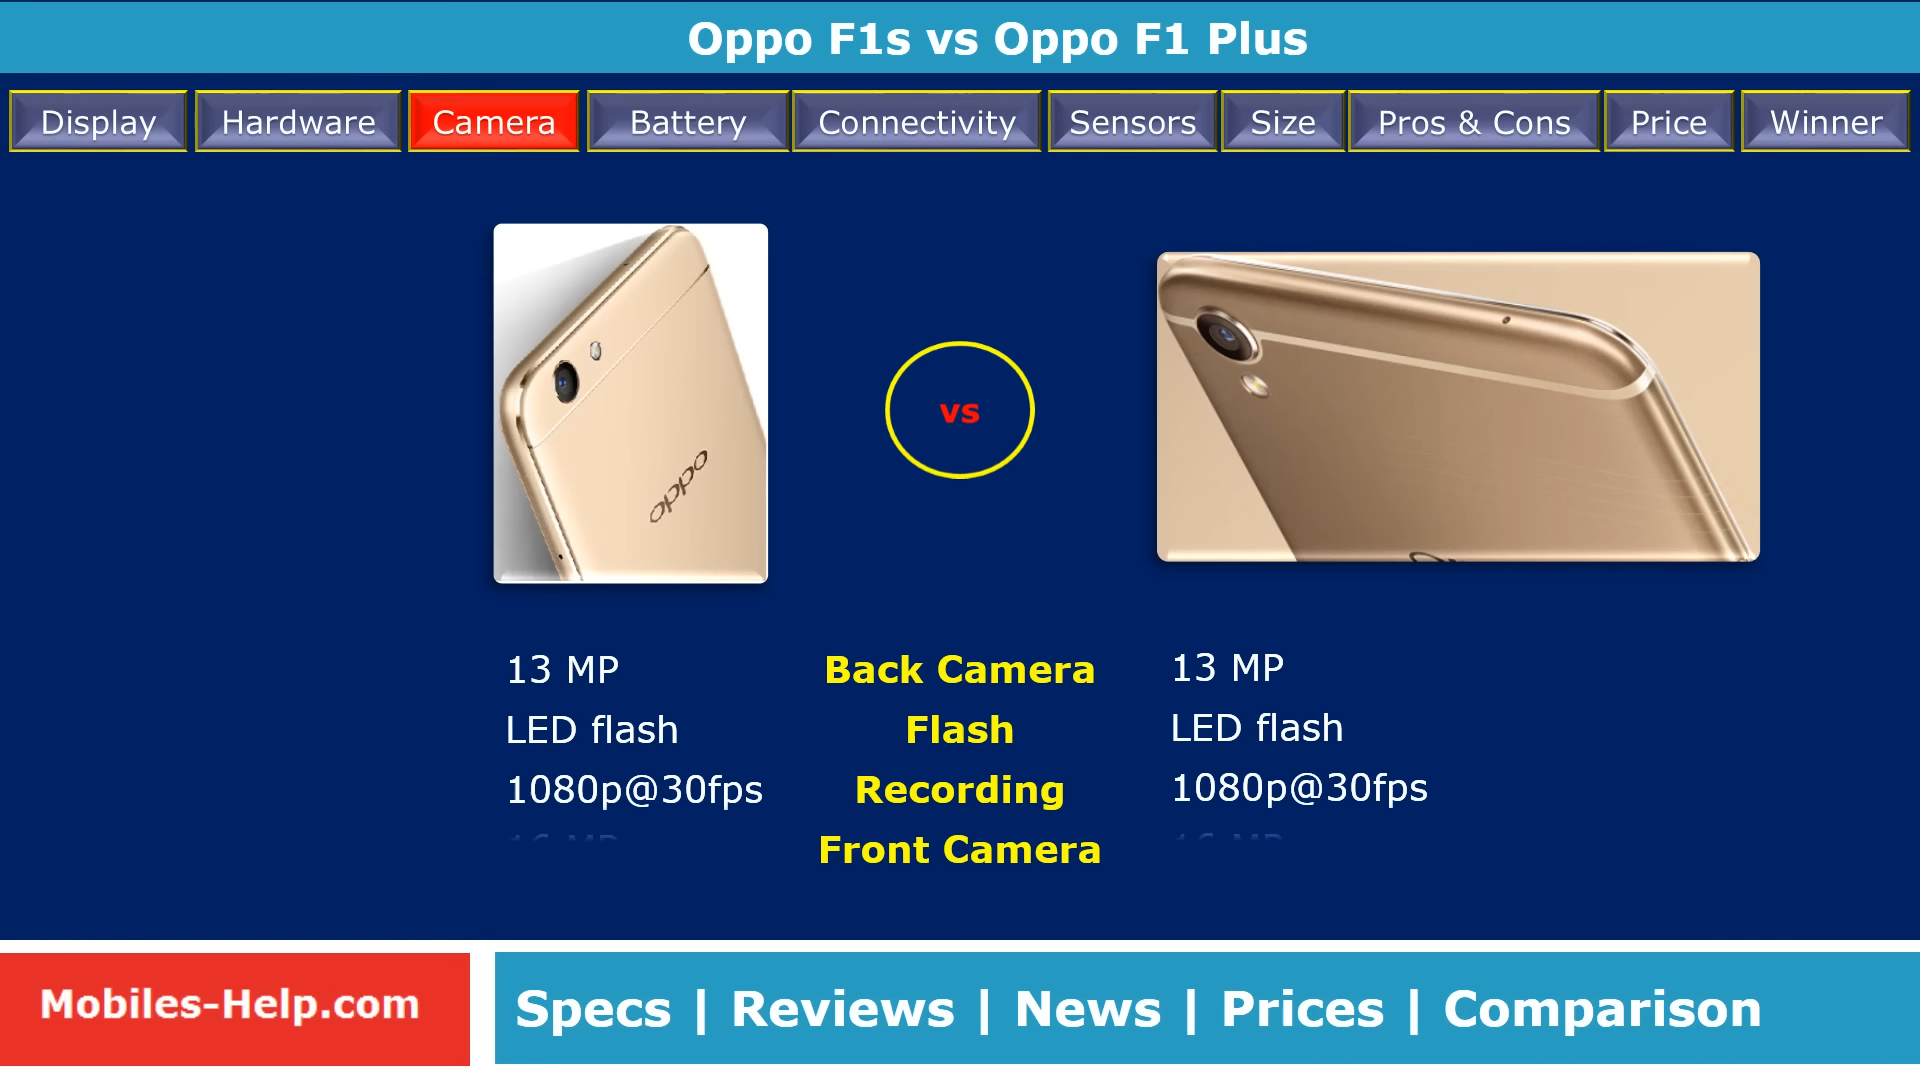 Oppo F1s vs Oppo F1 Plus
Display Hardware Camera Battery Connectivity Sensors Size Pros & Cons Price Winner
oppo
vs
13 MP Back Camera 13 MP
LED flash Flash LED flash
1080p@30fps Recording 1080p@30fps
Front Camera
Mobiles-Help.com
Specs | Reviews | News | Prices | Comparison